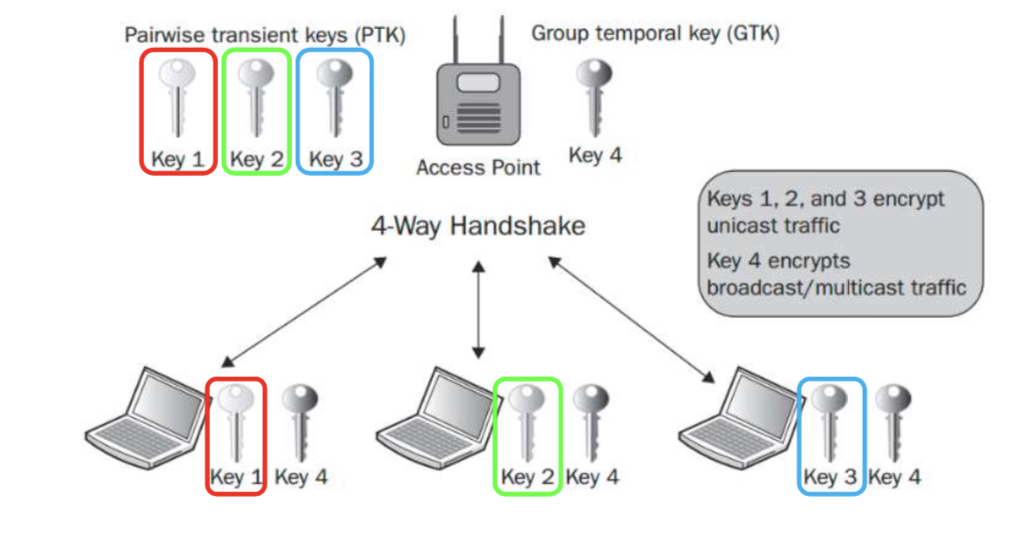 Pairwise transient keys (PTK)
Group temporal key (GTK)
Key 1
Key 2
Key 3
Access Point
Key 4
4-Way Handshake
Keys 1, 2, and 3 encrypt
unicast traffic
Key 4 encrypts
broadcast/multicast traffic
Key 1
Key 4
Key 2
Key 4
Key 3
Key 4